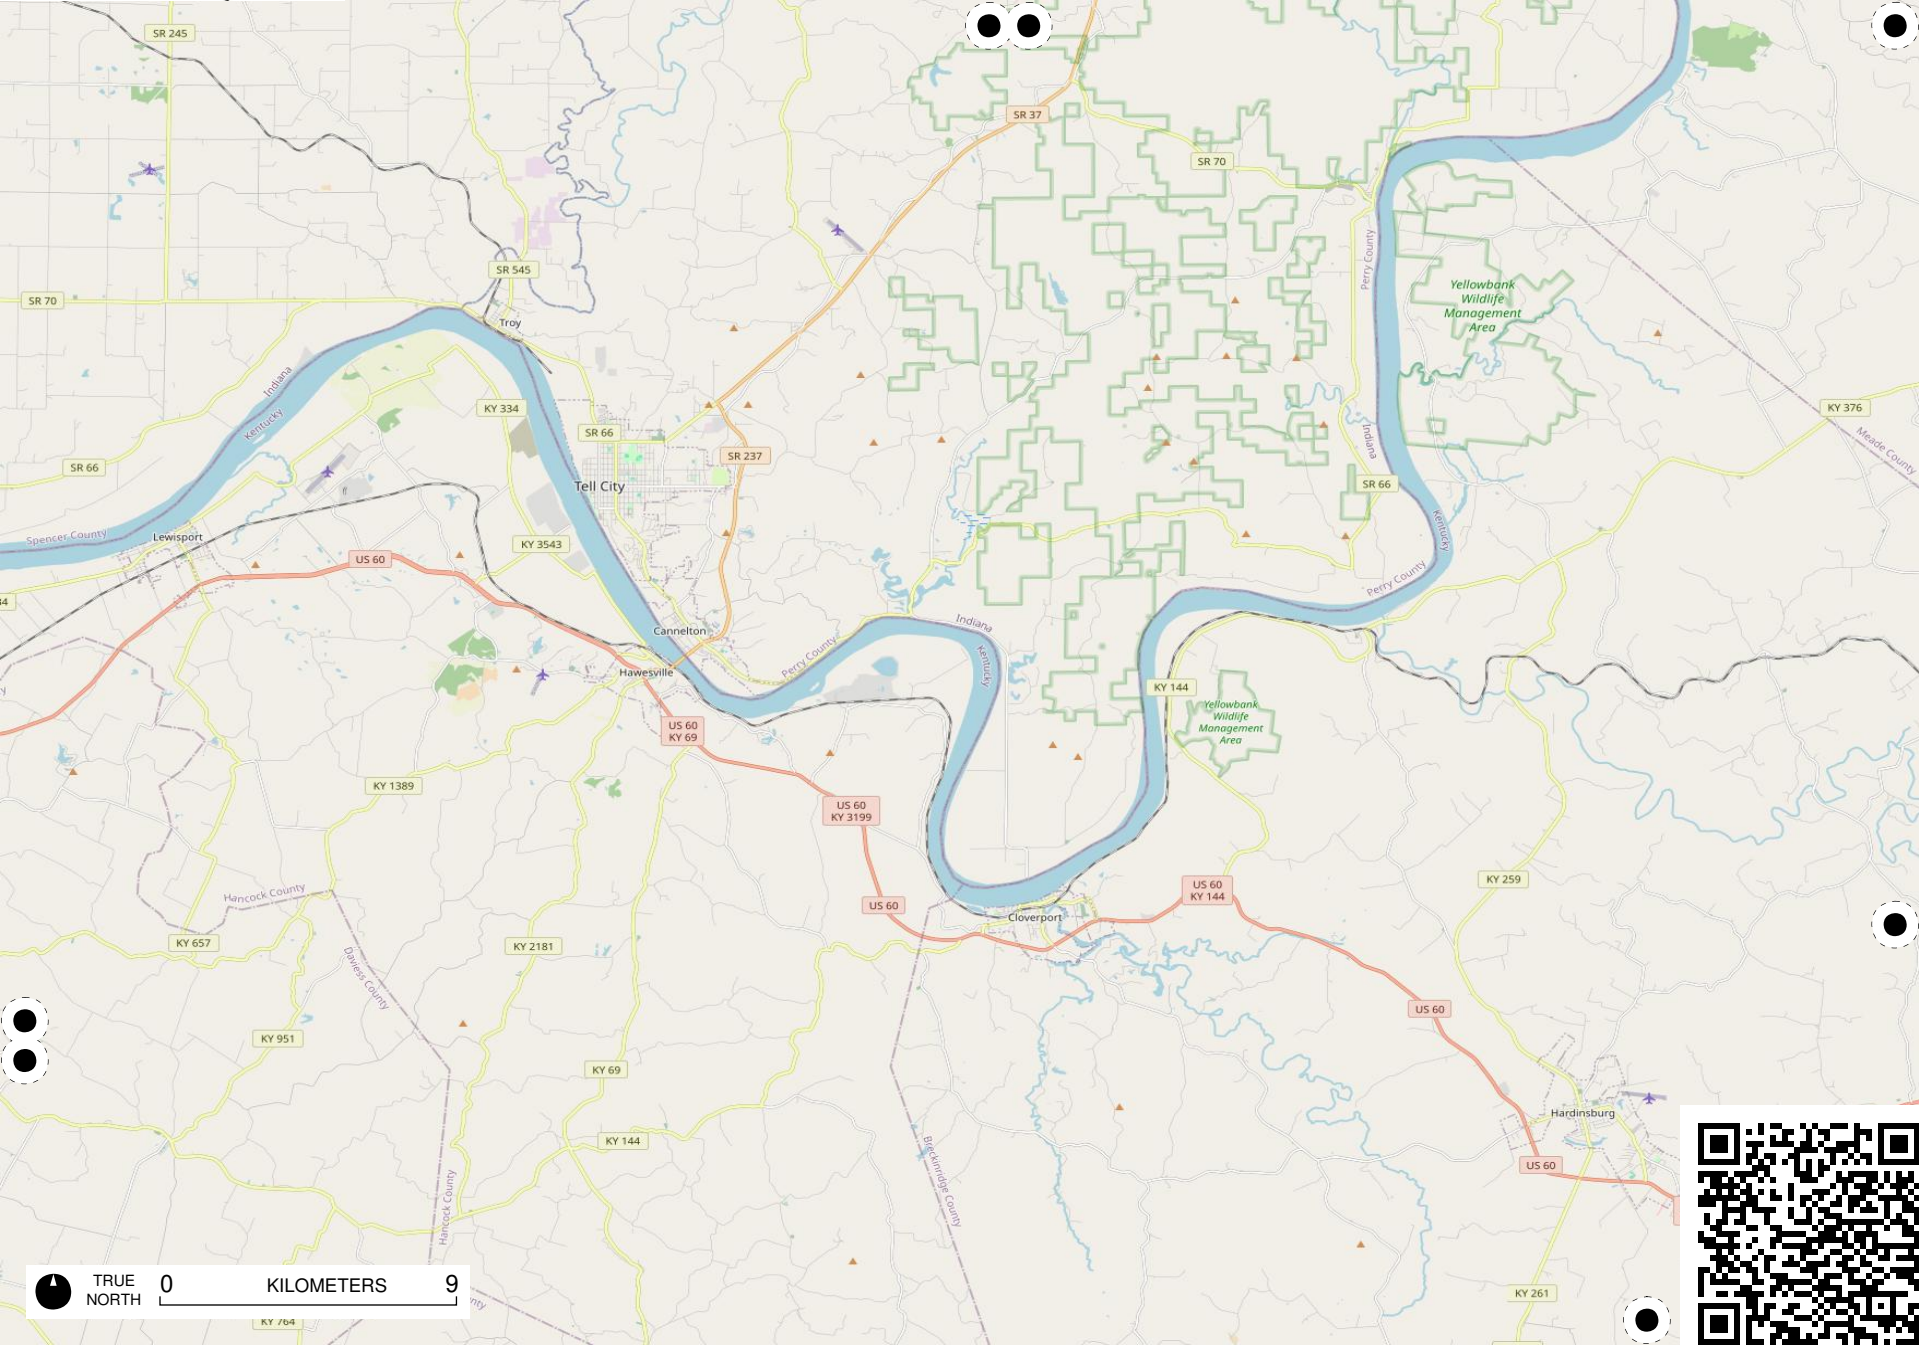 SR 245
SR 37
SR 70
SR 545
SR 70
Troy
Perry County
Yellowbank
Wildlife
Management
Area
Indiana
Kentucky
KY 334
SR 66
SR 237
KY 376
Meade County
SR 66
Tell City
Indiana
SR 66
Kentucky
Spencer County
Lewisport
US 60
KY 3543
Perry County
34
Cannelton
Indiana
Kentucky
Perry County
Hawesville
KY 144
Yellowbank
Wildlife
Management
Area
US 60
KY 69
KY 1389
US 60
KY 3199
KY 259
US 60
KY 144
Hancock County
US 60
Cloverport
KY 657
KY 2181
Daviess County
US 60
KY 951
KY 69
Hardinsburg
KY 144
US 60
Breckinridge County
Hancock County
TRUE
NORTH
0
KILOMETERS
9
KY 261
KY 764